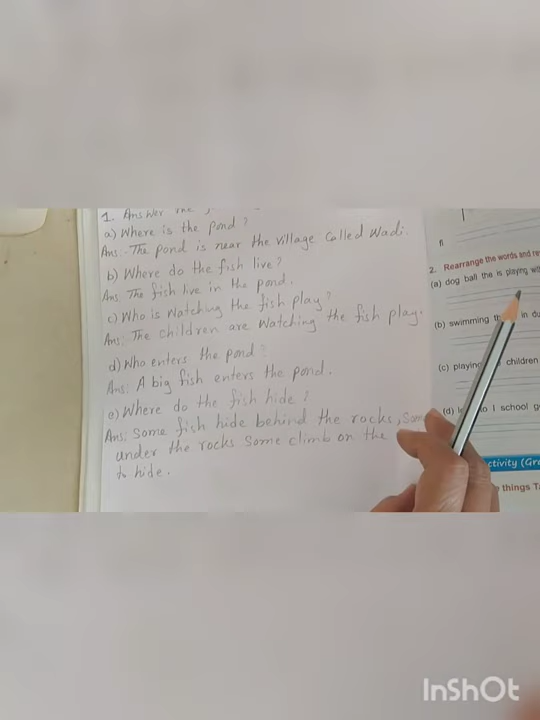 1. Answer the
a) Where is the pond?
Ans:- The pond is near the village called Wadi.
b) Where do the fish live?
Ans: The fish live in the pond.
c) Who is watching the fish play?
Ans: The children are watching the fish play.
d) Who enters the pond?
Ans: A big fish enters the pond.
e) Where do the fish hide?
Ans: Some fish hide behind the rocks, Some
under the rocks some climb on the
to hide.
fl
2. Rearrange the words and
(a) dog ball the is playing
(b) swimming in
(c) children
(d) I school
(Gr
things
InShOt